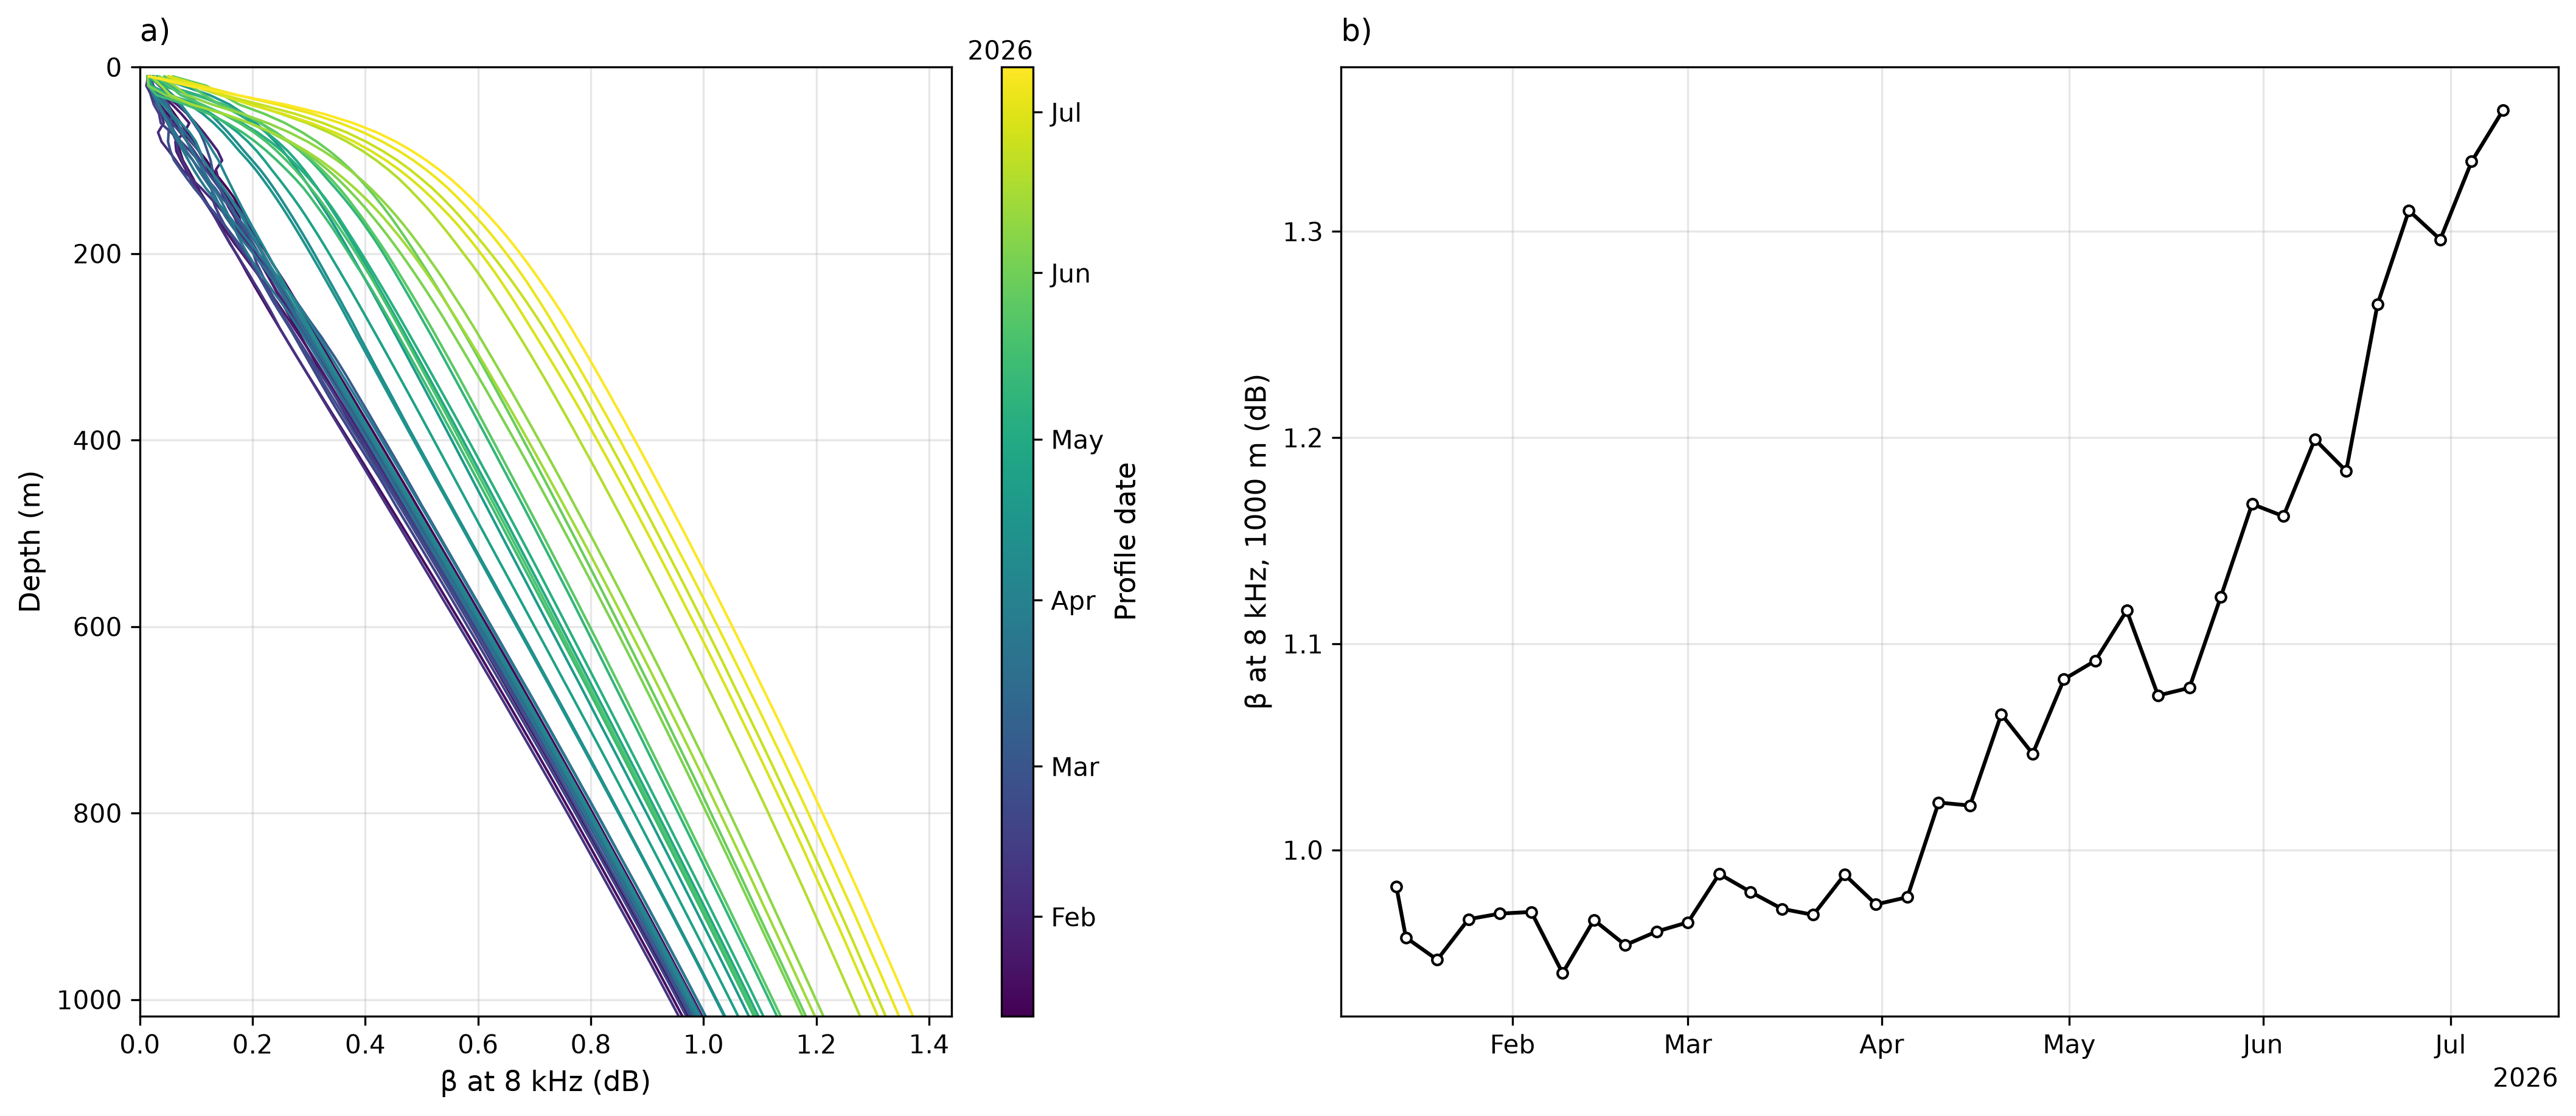 a)
0
200
400
600
800
1000
Depth (m)
0.0 0.2 0.4 0.6 0.8 1.0 1.2 1.4
β at 8 kHz (dB)
2026
Jul
Jun
May
Apr
Mar
Feb
Profile date
b)
1.3
1.2
1.1
1.0
β at 8 kHz, 1000 m (dB)
Feb Mar Apr May Jun Jul
2026